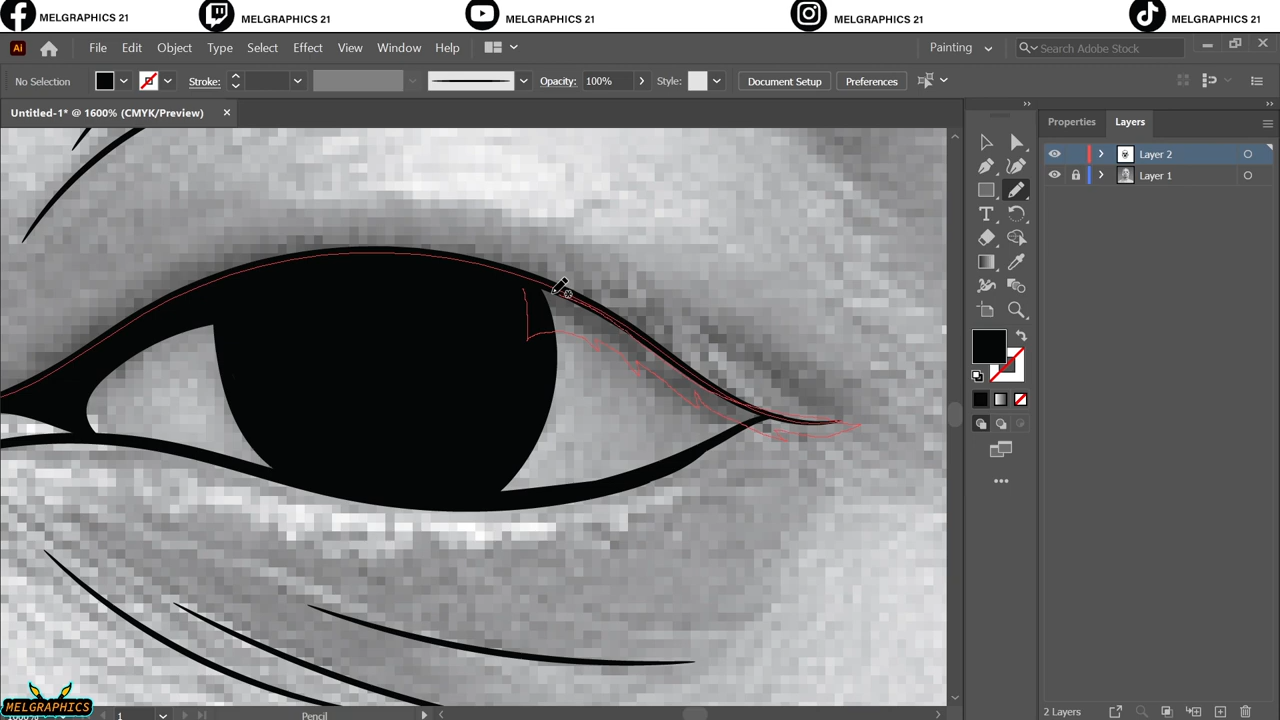 MELGRAPHICS 21 MELGRAPHICS 21 MELGRAPHICS 21 MELGRAPHICS 21 MELGRAPHICS 21
Ai File Edit Object Type Select Effect View Window Help Painting Search Adobe Stock
No Selection Stroke: Opacity: 100% Style: Document Setup Preferences
Untitled-1* @ 1600% (CMYK/Preview)
Properties Layers
Layer 2
Layer 1
MELGRAPHICS
1 Pencil 2 Layers